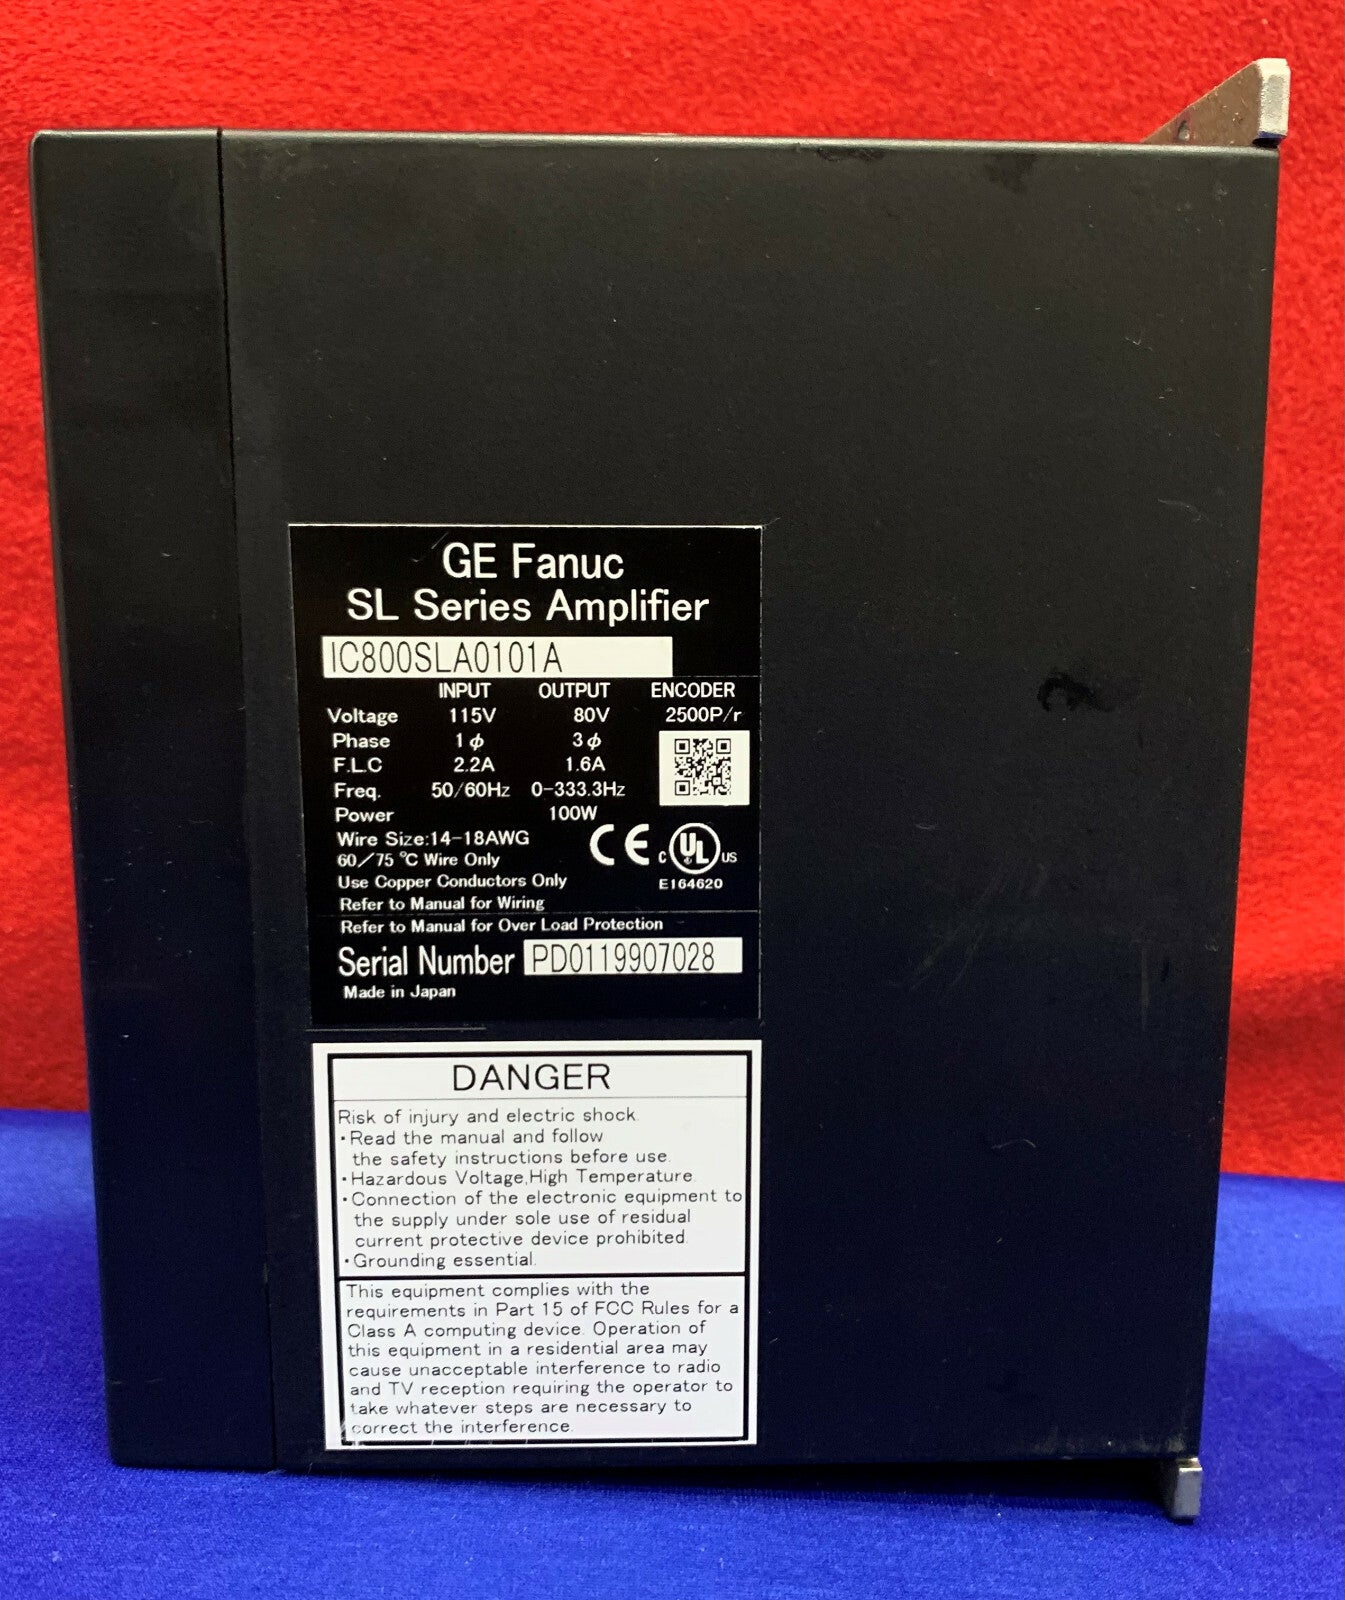 GE Fanuc
SL Series Amplifier
IC800SLA0101A
INPUT OUTPUT ENCODER
Voltage 115V 80V 2500P/r
Phase 1ϕ 3ϕ
F.L.C 2.2A 1.6A
Freq. 50/60Hz 0-333.3Hz
Power 100W
Wire Size:14-18AWG
60/75 °C Wire Only
Use Copper Conductors Only
Refer to Manual for Wiring
Refer to Manual for Over Load Protection
CE c UL ® US
E164620
Serial Number PD0119907028
Made in Japan
DANGER
Risk of injury and electric shock.
・Read the manual and follow
the safety instructions before use.
・Hazardous Voltage,High Temperature.
・Connection of the electronic equipment to
the supply under sole use of residual
current protective device prohibited.
・Grounding essential.
This equipment complies with the
requirements in Part 15 of FCC Rules for a
Class A computing device. Operation of
this equipment in a residential area may
cause unacceptable interference to radio
and TV reception requiring the operator to
take whatever steps are necessary to
correct the interference.